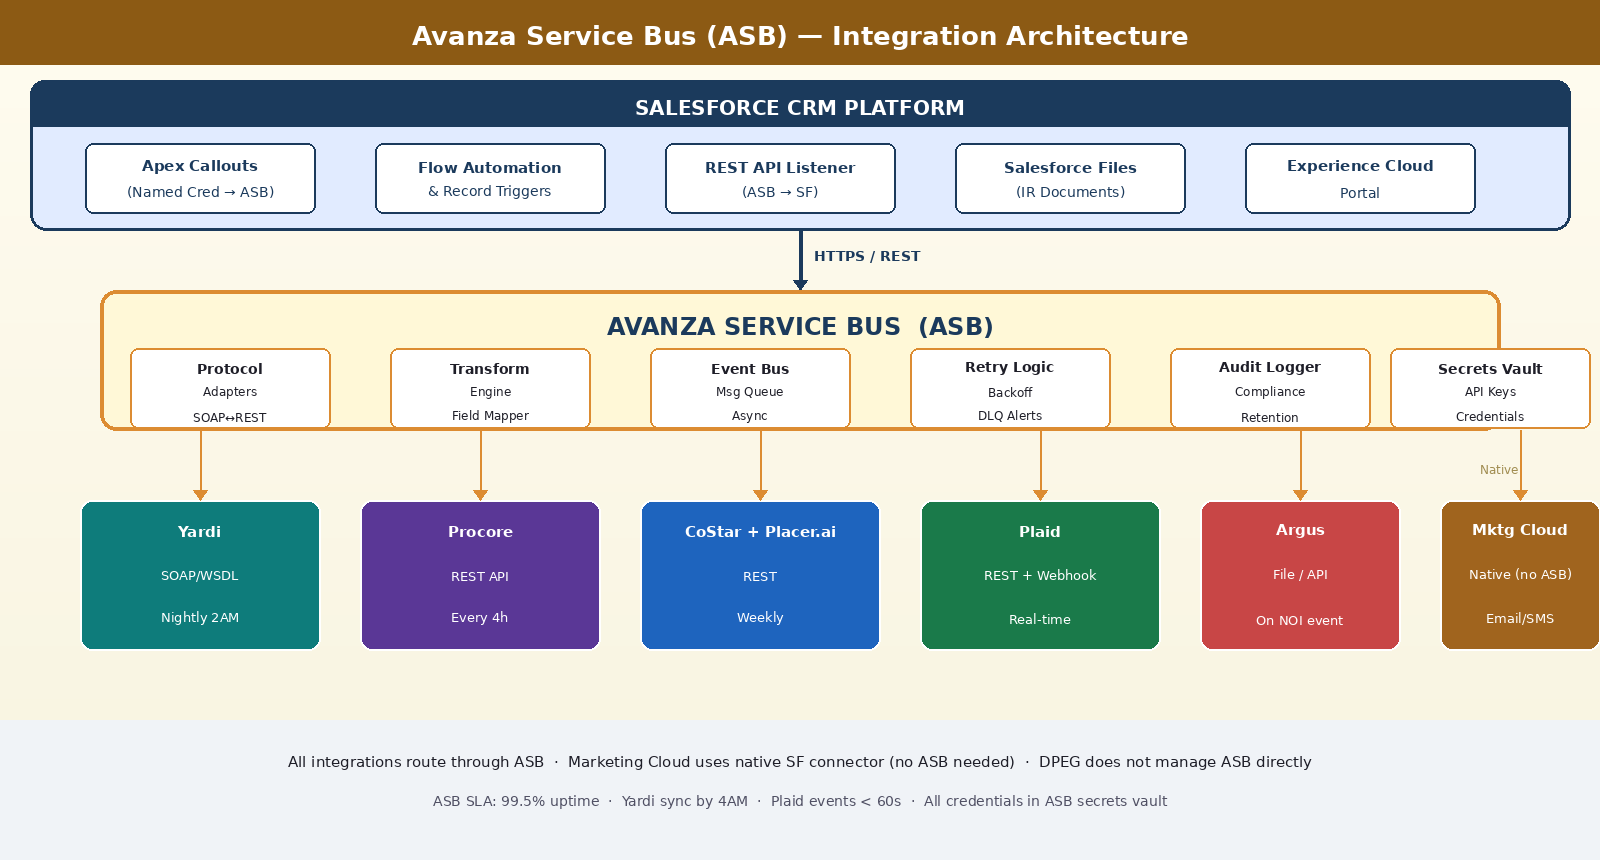 Avanza Service Bus (ASB) — Integration Architecture
SALESFORCE CRM PLATFORM
Apex Callouts
(Named Cred → ASB)
Flow Automation
& Record Triggers
REST API Listener
(ASB → SF)
Salesforce Files
(IR Documents)
Experience Cloud
Portal
HTTPS / REST
AVANZA SERVICE BUS (ASB)
Protocol
Adapters
SOAP↔REST
Transform
Engine
Field Mapper
Event Bus
Msg Queue
Async
Retry Logic
Backoff
DLQ Alerts
Audit Logger
Compliance
Retention
Secrets Vault
API Keys
Credentials
Native
Yardi
SOAP/WSDL
Nightly 2AM
Procore
REST API
Every 4h
CoStar + Placer.ai
REST
Weekly
Plaid
REST + Webhook
Real-time
Argus
File / API
On NOI event
Mktg Cloud
Native (no ASB)
Email/SMS
All integrations route through ASB · Marketing Cloud uses native SF connector (no ASB needed) · DPEG does not manage ASB directly
ASB SLA: 99.5% uptime · Yardi sync by 4AM · Plaid events < 60s · All credentials in ASB secrets vault